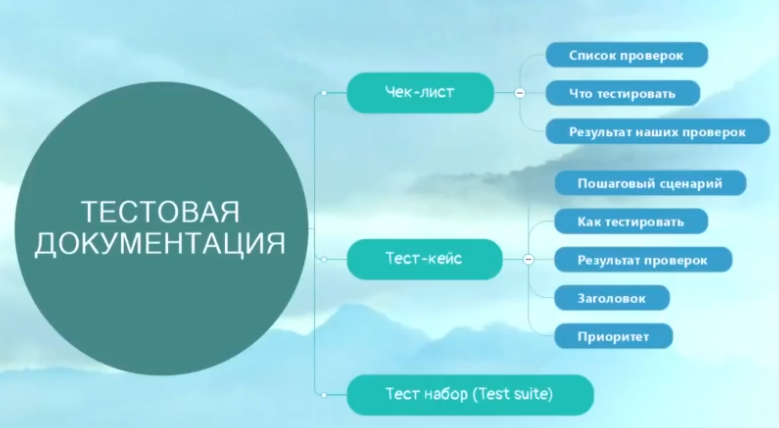 ТЕСТОВАЯ
ДОКУМЕНТАЦИЯ
Чек-лист
Список проверок
Что тестировать
Результат наших проверок
Тест-кейс
Пошаговый сценарий
Как тестировать
Результат проверок
Заголовок
Приоритет
Тест набор (Test suite)